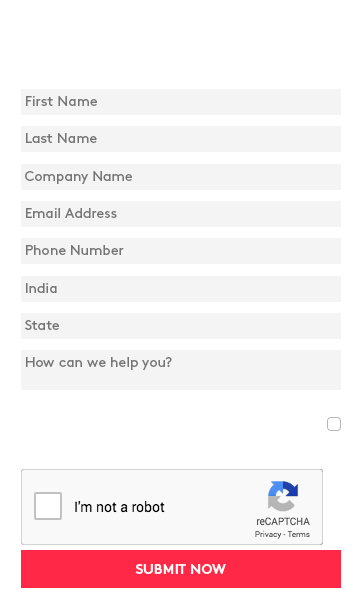 First Name
Last Name
Company Name
Email Address
Phone Number
India
State
How can we help you?
I'm not a robot
reCAPTCHA
Privacy - Terms
SUBMIT NOW